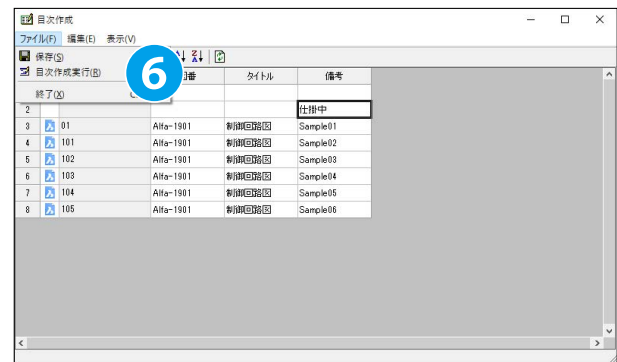 目次作成
ファイル(F) 編集(E) 表示(V)
保存(S)
目次作成実行(R)
終了(X)
6
番 タイトル 備考
2 仕掛中
3 01 Alfa-1901 制御回路図 Sample01
4 101 Alfa-1901 制御回路図 Sample02
5 102 Alfa-1901 制御回路図 Sample03
6 103 Alfa-1901 制御回路図 Sample04
7 104 Alfa-1901 制御回路図 Sample05
8 105 Alfa-1901 制御回路図 Sample06